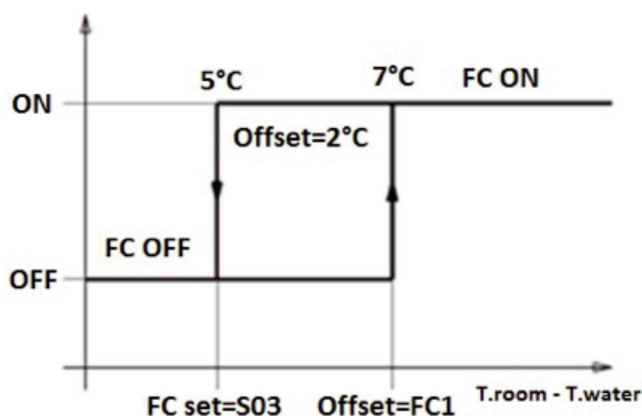 5°C
7°C
FC ON
ON
Offset=2°C
FC OFF
OFF
T.room - T.water
FC set=S03
Offset=FC1